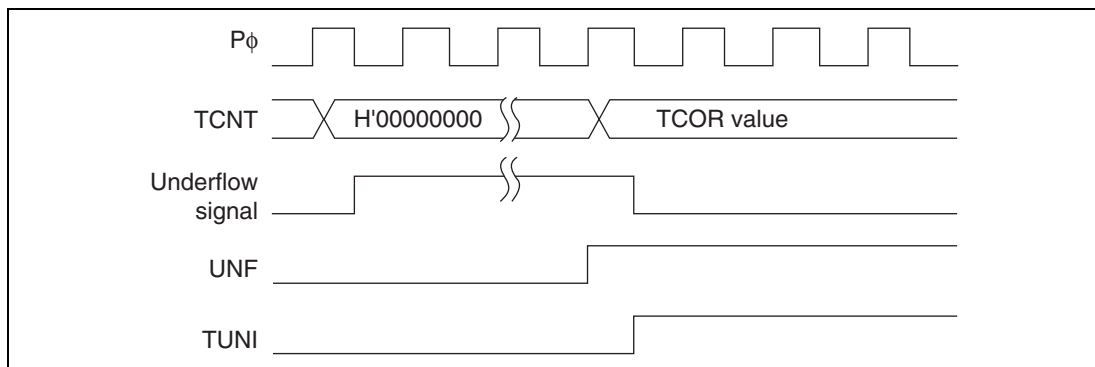 Pϕ
TCNT
H'00000000
TCOR value
Underflow
signal
UNF
TUNI